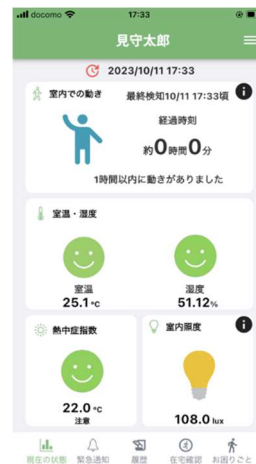 docomo 17:33
見守太郎
2023/10/11 17:33
室内での動き 最終検知10/11 17:33頃
経過時刻
約0時間0分
1時間以内に動きがありました
室温・湿度
室温 湿度
25.1℃ 51.12%
熱中症指数 室内照度
22.0℃
注意 108.0 lux
現在の状態 緊急通知 履歴 在宅確認 お困りごと